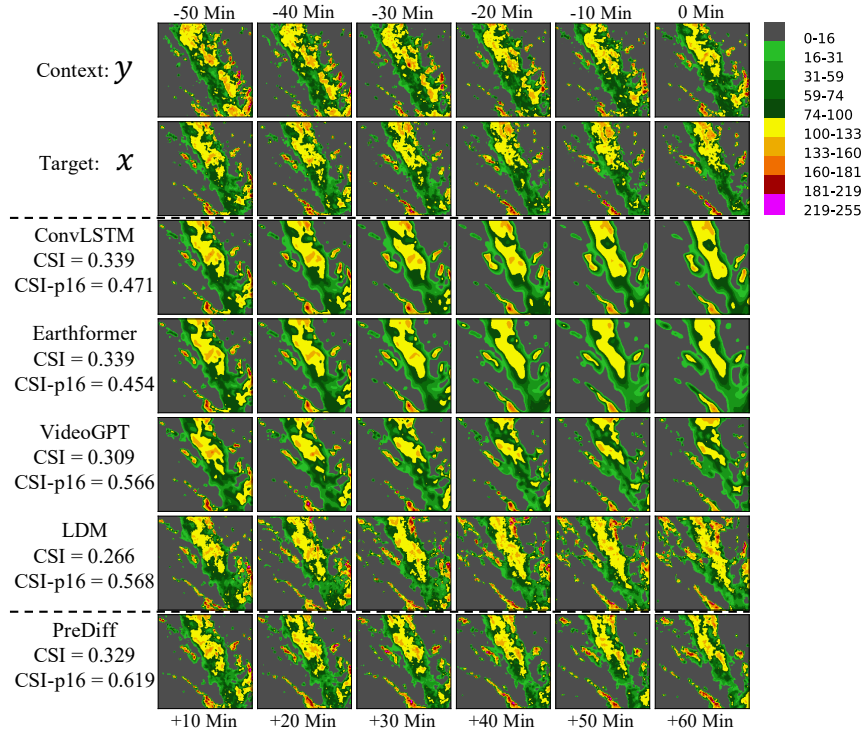 -50 Min -40 Min -30 Min -20 Min -10 Min 0 Min
Context: y
Target: x
ConvLSTM
CSI = 0.339
CSI-p16 = 0.471
Earthformer
CSI = 0.339
CSI-p16 = 0.454
VideoGPT
CSI = 0.309
CSI-p16 = 0.566
LDM
CSI = 0.266
CSI-p16 = 0.568
PreDiff
CSI = 0.329
CSI-p16 = 0.619
+10 Min +20 Min +30 Min +40 Min +50 Min +60 Min
0-16
16-31
31-59
59-74
74-100
100-133
133-160
160-181
181-219
219-255